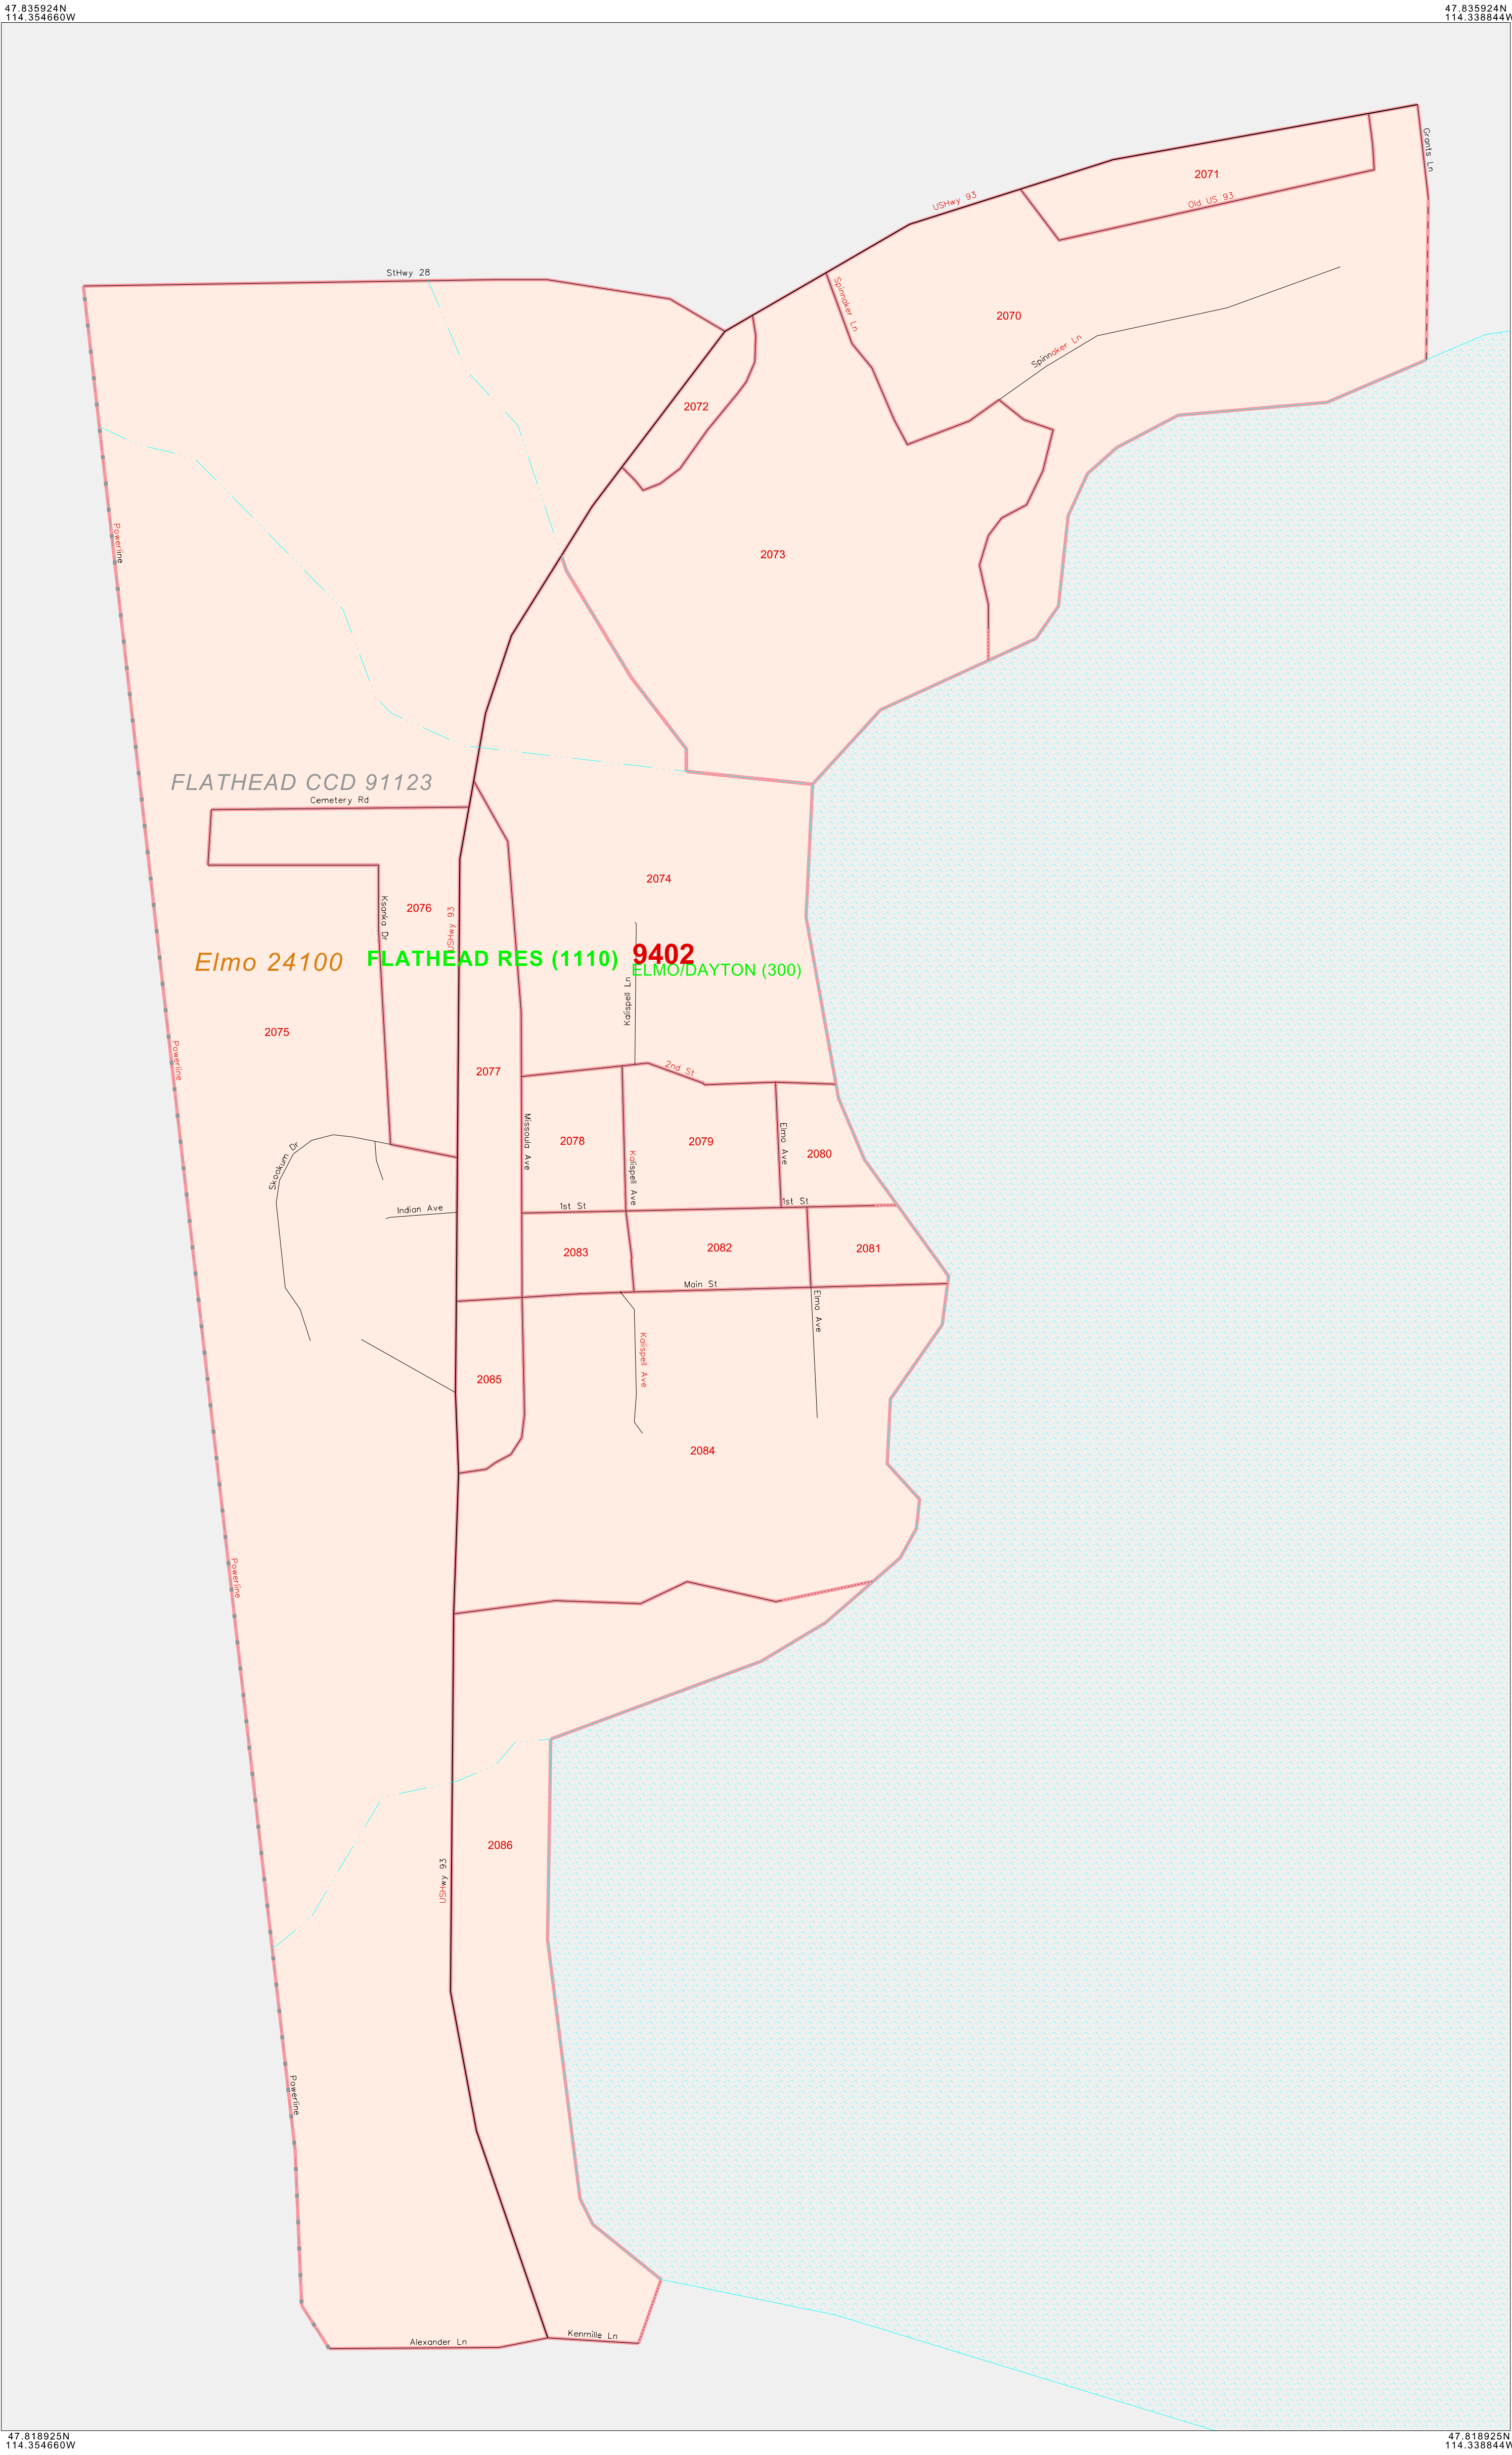 47.835924N
114.354660W
47.835924N
114.338844W
Grants Ln
2071
USHwy 93
Old US 93
StHwy 28
Spinnaker Ln
2070
Spinnaker Ln
2072
Powerline
2073
FLATHEAD CCD 91123
Cemetery Rd
2074
Ksanka Dr
2076
USHwy 93
Elmo 24100
FLATHEAD RES (1110)
9402
ELMO/DAYTON (300)
Kalispell Ln
2075
Powerline
2nd St
2077
Missoula Ave
2078
2079
Elmo Ave
2080
Skookum Dr
Kalispell Ave
1st St
1st St
Indian Ave
2083
2082
2081
Main St
Elmo Ave
Kalispell Ave
2085
2084
Powerline
2086
USHwy 93
Powerline
Kenmille Ln
Alexander Ln
47.818925N
114.354660W
47.818925N
114.338844W